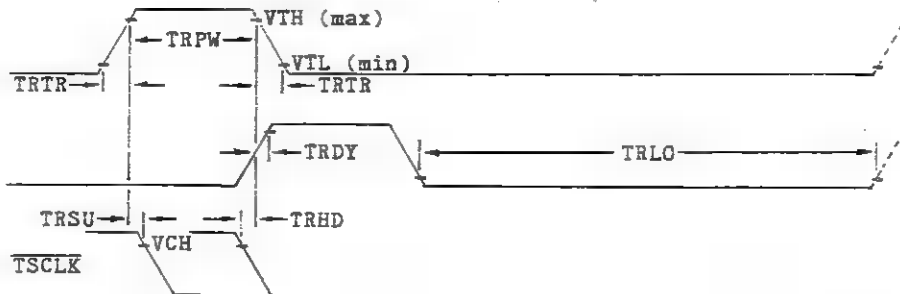 VTH (max)
TRPW
VTL (min)
TRTR
TRTR
TRDY
TRLO
TRSU
TRHD
VCH
TSCLK